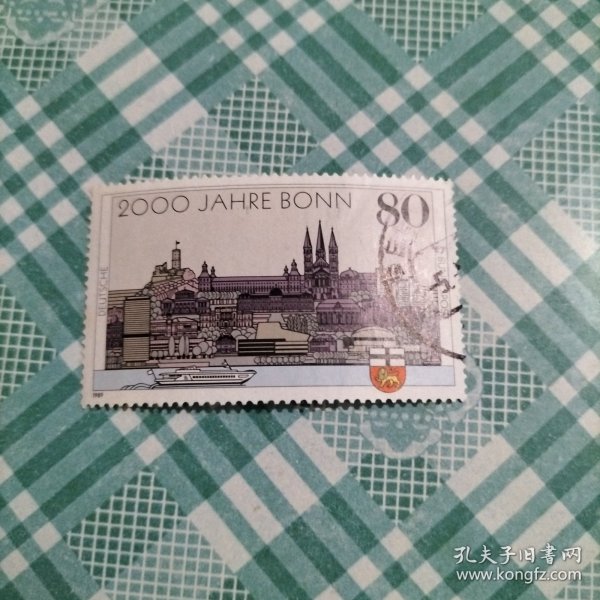 2000 JAHRE BONN
80
DEUTSCHE
1989
孔夫子旧书网
www.kongfz.com